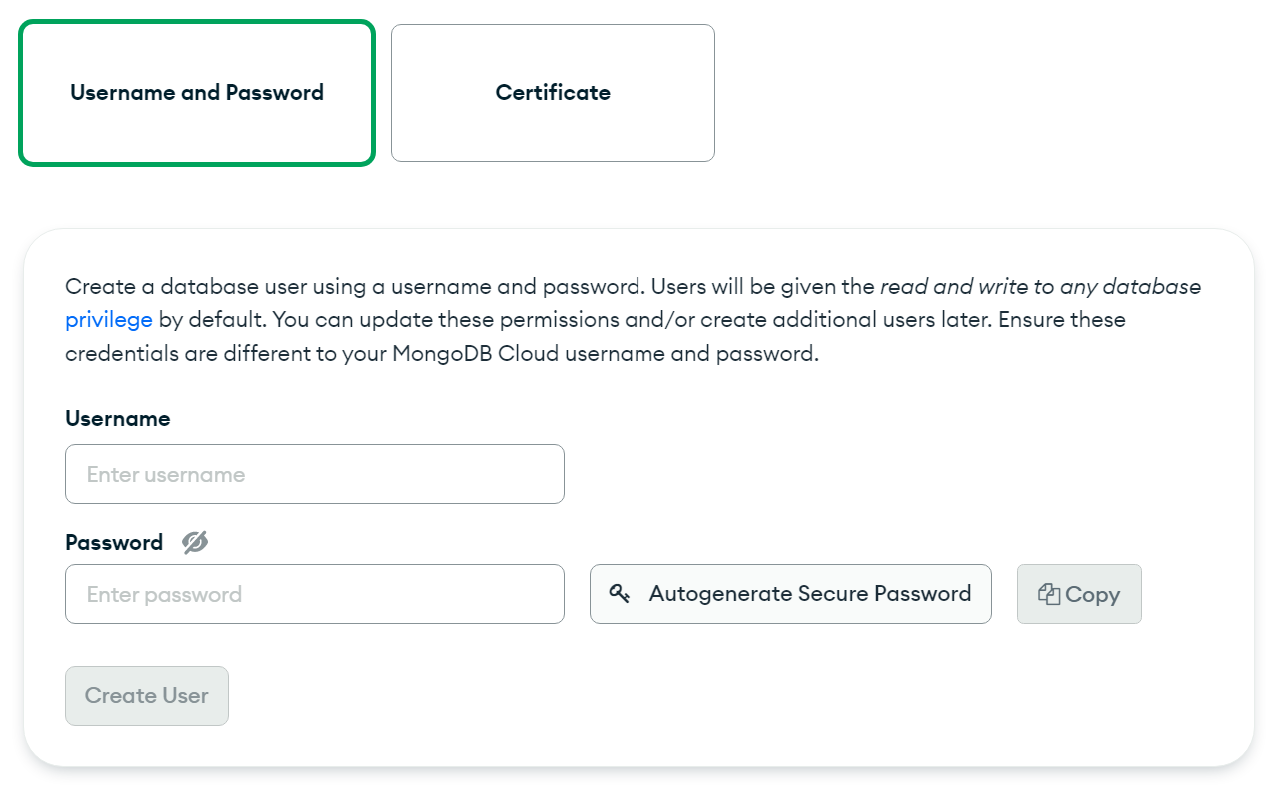 Username and Password
Certificate
Create a database user using a username and password. Users will be given the read and write to any database
privilege by default. You can update these permissions and/or create additional users later. Ensure these
credentials are different to your MongoDB Cloud username and password.
Username
Enter username
Password
Enter password
Autogenerate Secure Password
Copy
Create User